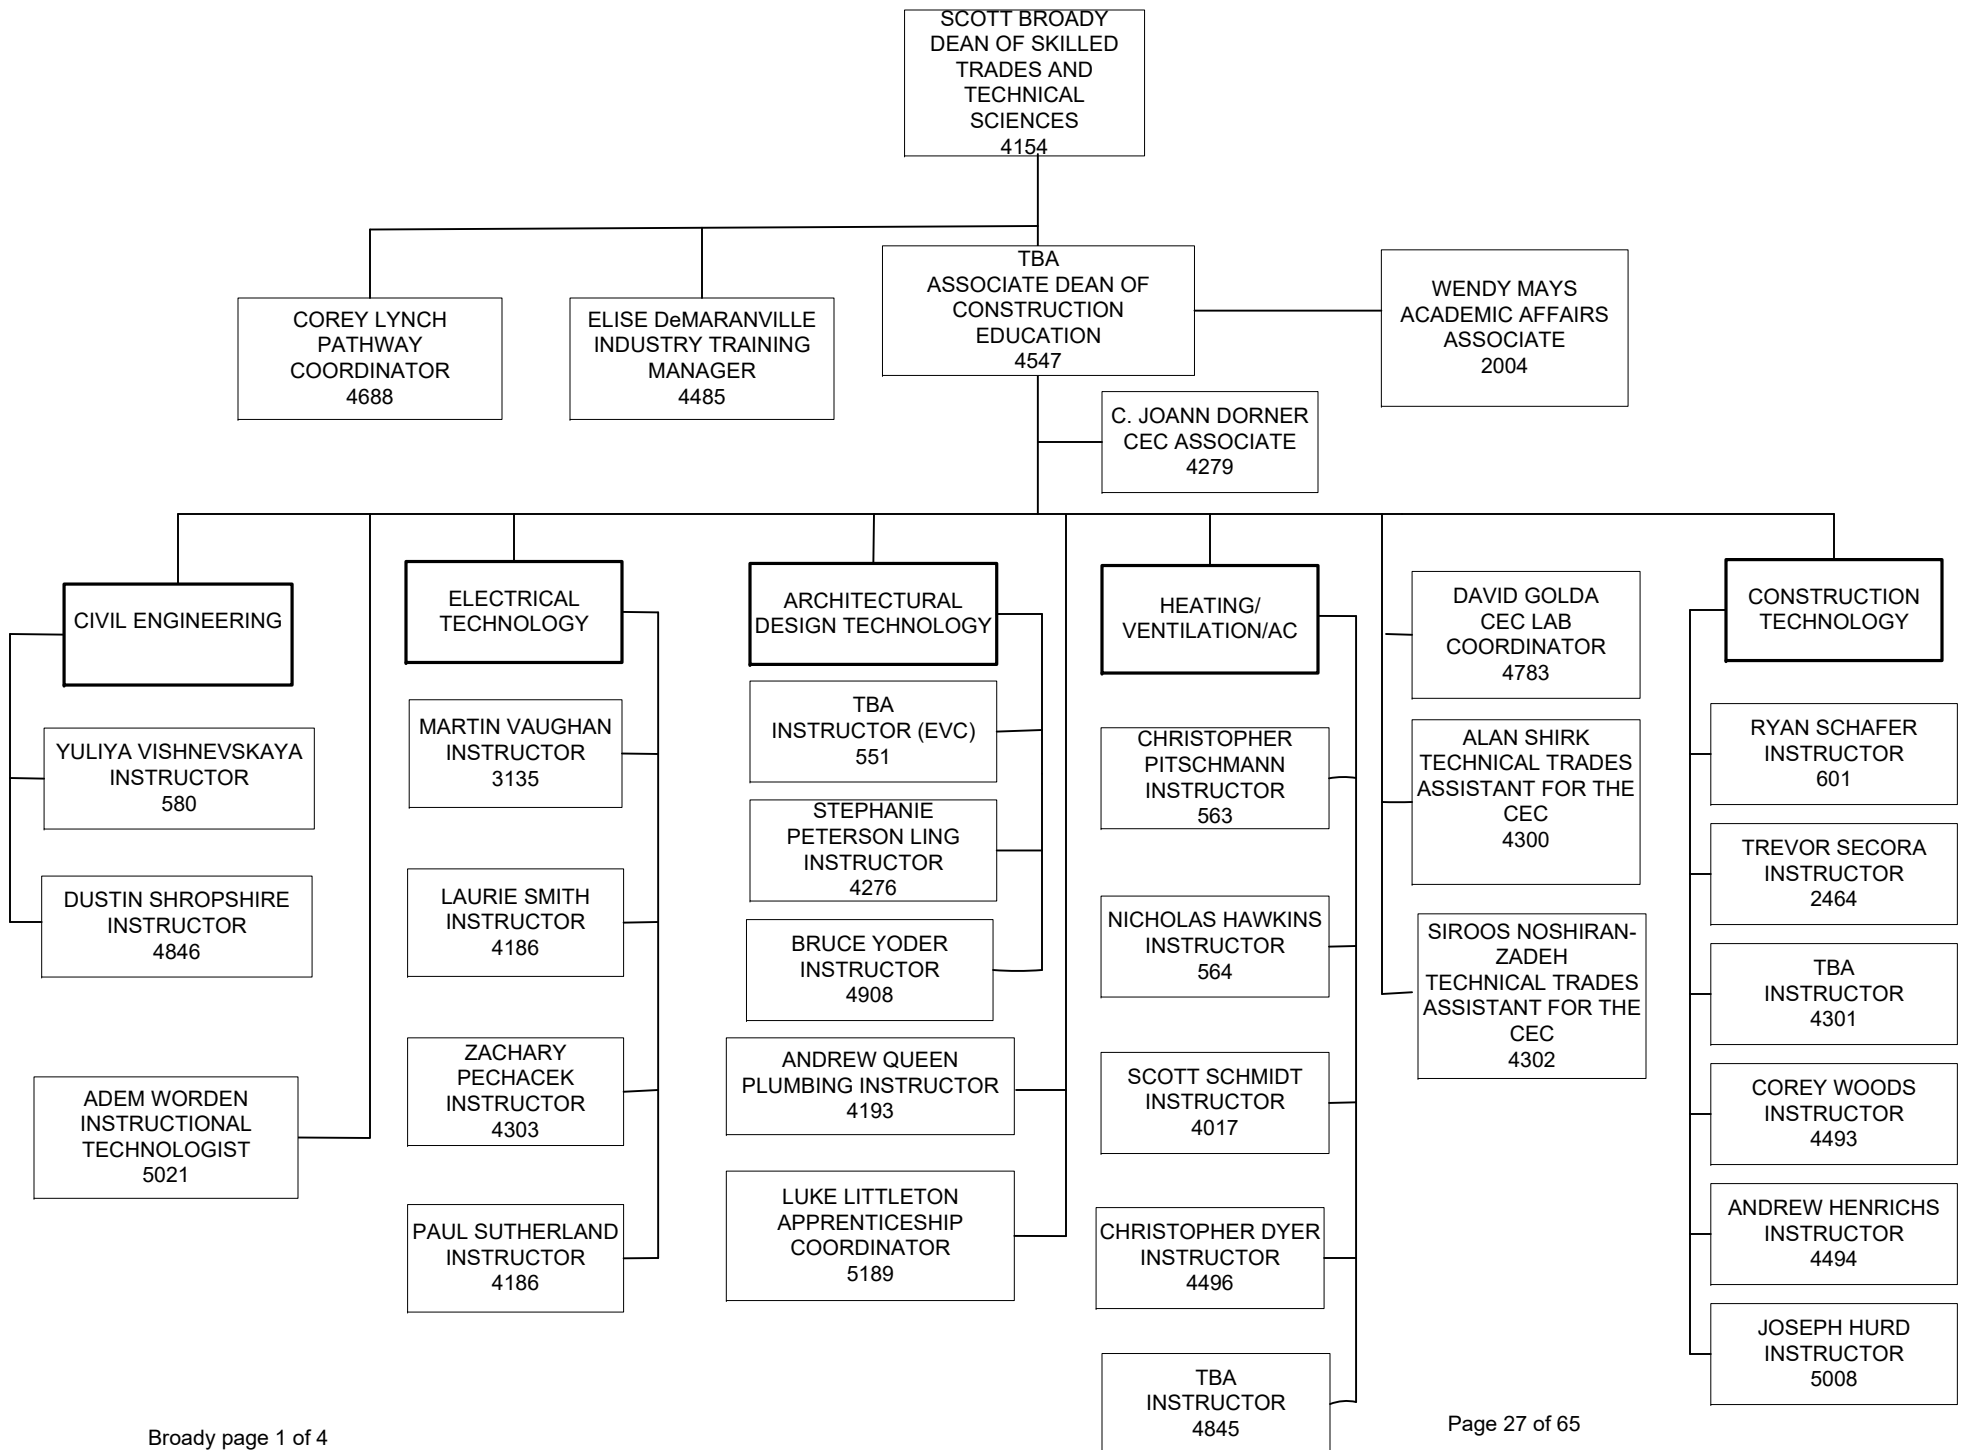 SCOTT BROADY
DEAN OF SKILLED
TRADES AND
TECHNICAL
SCIENCES
4154
COREY LYNCH
PATHWAY
COORDINATOR
4688
ELISE DeMARANVILLE
INDUSTRY TRAINING
MANAGER
4485
TBA
ASSOCIATE DEAN OF
CONSTRUCTION
EDUCATION
4547
WENDY MAYS
ACADEMIC AFFAIRS
ASSOCIATE
2004
C. JOANN DORNER
CEC ASSOCIATE
4279
CIVIL ENGINEERING
YULIYA VISHNEVSKAYA
INSTRUCTOR
580
DUSTIN SHROPSHIRE
INSTRUCTOR
4846
ADEM WORDEN
INSTRUCTIONAL
TECHNOLOGIST
5021
ELECTRICAL
TECHNOLOGY
MARTIN VAUGHAN
INSTRUCTOR
3135
LAURIE SMITH
INSTRUCTOR
4186
ZACHARY
PECHACEK
INSTRUCTOR
4303
PAUL SUTHERLAND
INSTRUCTOR
4186
ARCHITECTURAL
DESIGN TECHNOLOGY
TBA
INSTRUCTOR (EVC)
551
STEPHANIE
PETERSON LING
INSTRUCTOR
4276
BRUCE YODER
INSTRUCTOR
4908
ANDREW QUEEN
PLUMBING INSTRUCTOR
4193
LUKE LITTLETON
APPRENTICESHIP
COORDINATOR
5189
HEATING/
VENTILATION/AC
CHRISTOPHER
PITSCHMANN
INSTRUCTOR
563
NICHOLAS HAWKINS
INSTRUCTOR
564
SCOTT SCHMIDT
INSTRUCTOR
4017
CHRISTOPHER DYER
INSTRUCTOR
4496
TBA
INSTRUCTOR
4845
DAVID GOLDA
CEC LAB
COORDINATOR
4783
ALAN SHIRK
TECHNICAL TRADES
ASSISTANT FOR THE
CEC
4300
SIROOS NOSHIRAN-
ZADEH
TECHNICAL TRADES
ASSISTANT FOR THE
CEC
4302
CONSTRUCTION
TECHNOLOGY
RYAN SCHAFER
INSTRUCTOR
601
TREVOR SECORA
INSTRUCTOR
2464
TBA
INSTRUCTOR
4301
COREY WOODS
INSTRUCTOR
4493
ANDREW HENRICHS
INSTRUCTOR
4494
JOSEPH HURD
INSTRUCTOR
5008
Broady page 1 of 4
Page 27 of 65